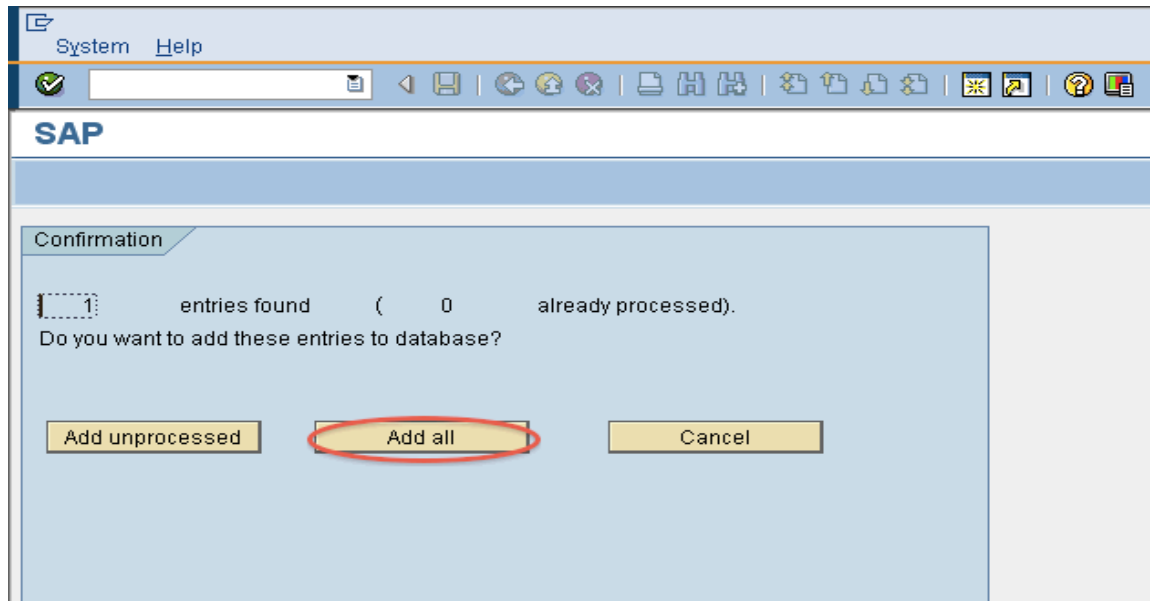 System Help
SAP
Confirmation
1 entries found ( 0 already processed).
Do you want to add these entries to database?
Add unprocessed Add all Cancel